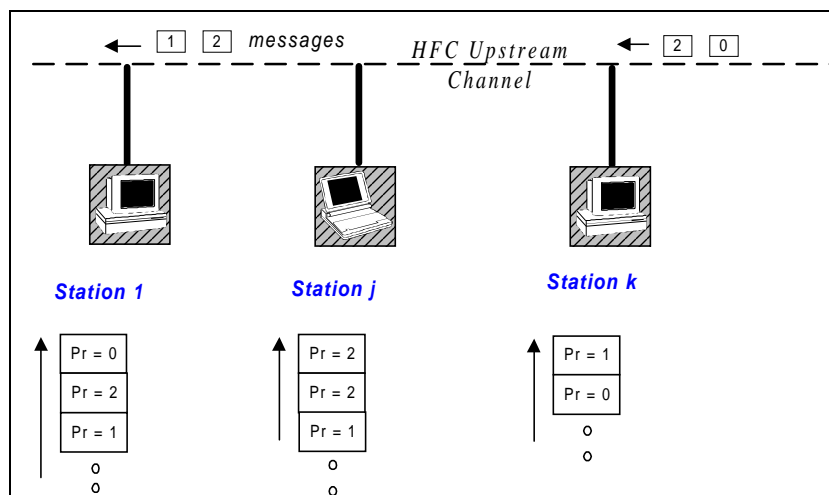 1 2 messages
HFC Upstream
Channel
2 0
Station 1
Station j
Station k
Pr = 0
Pr = 2
Pr = 1
Pr = 2
Pr = 2
Pr = 1
Pr = 1
Pr = 0